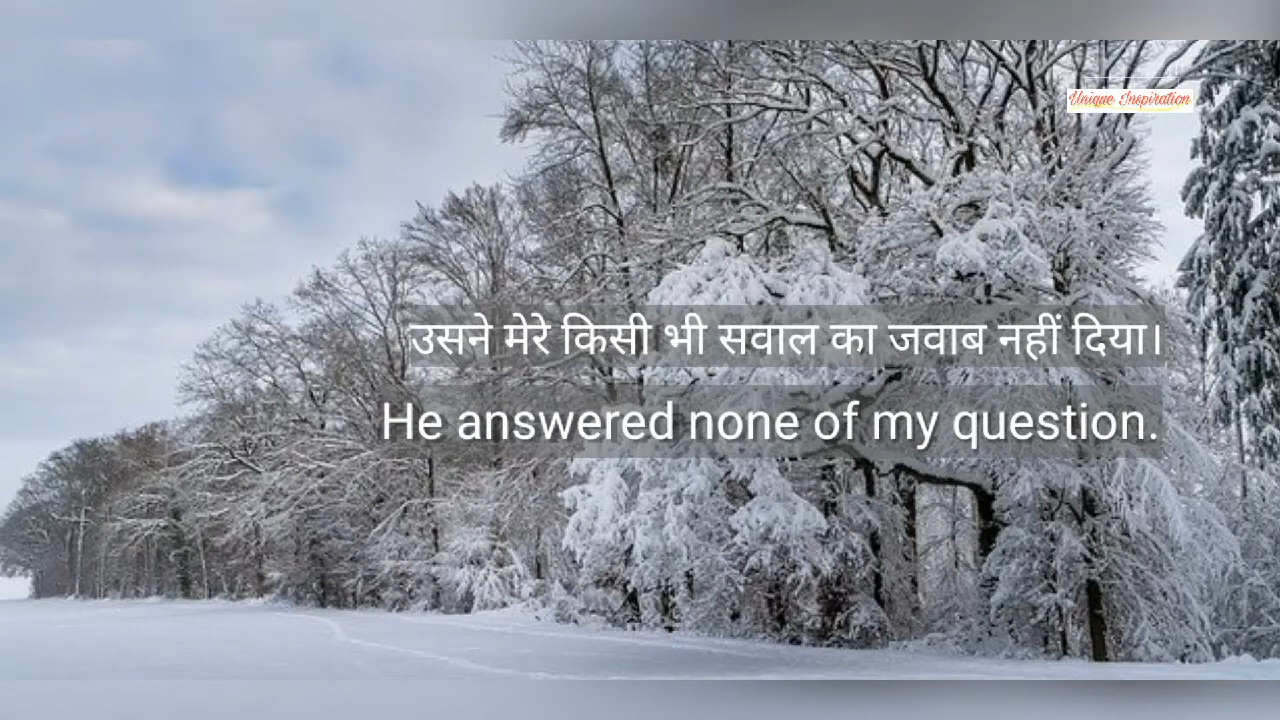 Unique Inspiration
उसने मेरे किसी भी सवाल का जवाब नहीं दिया।
He answered none of my question.